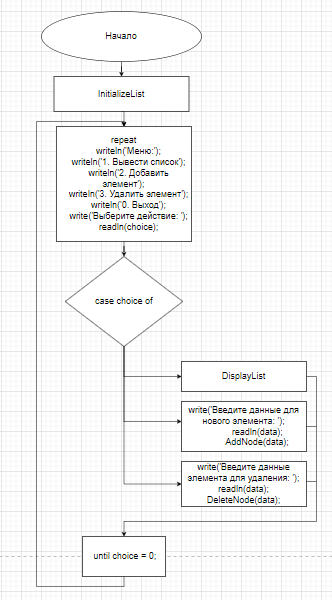 Начало
InitializeList
repeat
writeln('Меню:');
writeln('1. Вывести список');
writeln('2. Добавить
элемент');
writeln('3. Удалить элемент');
writeln('0. Выход');
write('Выберите действие: ');
readln(choice);
case choice of
DisplayList
write('Введите данные для
нового элемента: ');
readln(data);
AddNode(data);
write('Введите данные
элемента для удаления: ');
readln(data);
DeleteNode(data);
until choice = 0;